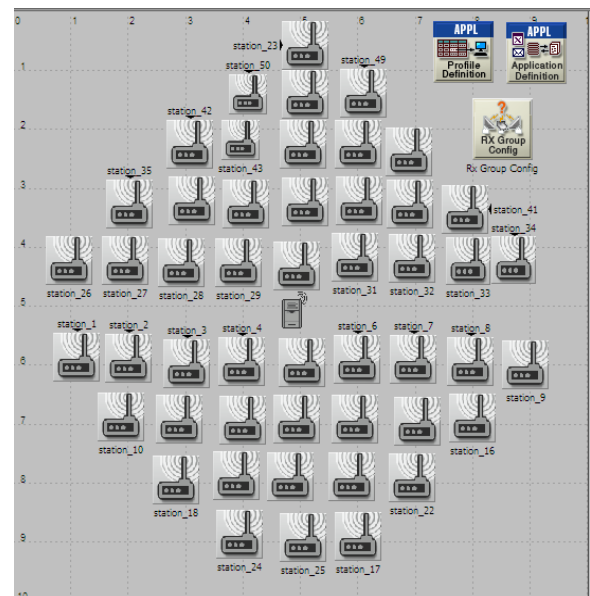 0 1 2 3 4 5 6 7 8 9 1
APPL
Profile
Definition
APPL
Application
Definition
station_23
station_50
station_49
1
RX Group
Config
Rx Group Config
station_42
2
station_43
station_35
3
station_41
station_34
4
station_26
station_27
station_28
station_29
station_31
station_32
station_33
5
station_1
station_2
station_3
station_4
station_6
station_7
station_8
6
station_9
7
station_10
station_16
8
station_18
station_22
9
station_24
station_25
station_17
10